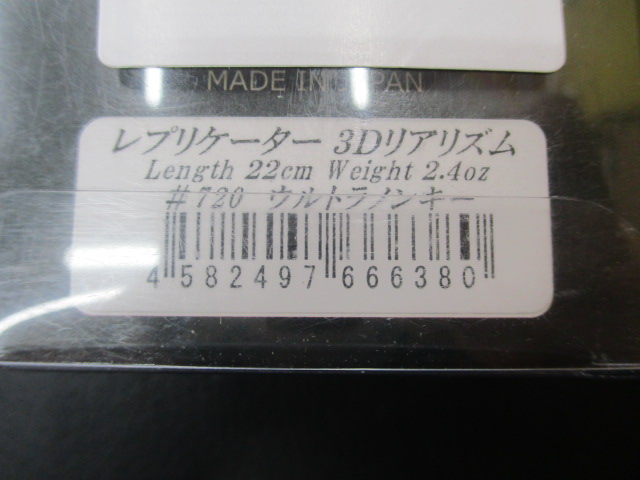 MADE IN JAPAN
レプリケーター 3Dリアリズム
Length 22cm Weight 2.4oz
#720 ウルトラノンキー
4 582497 666380